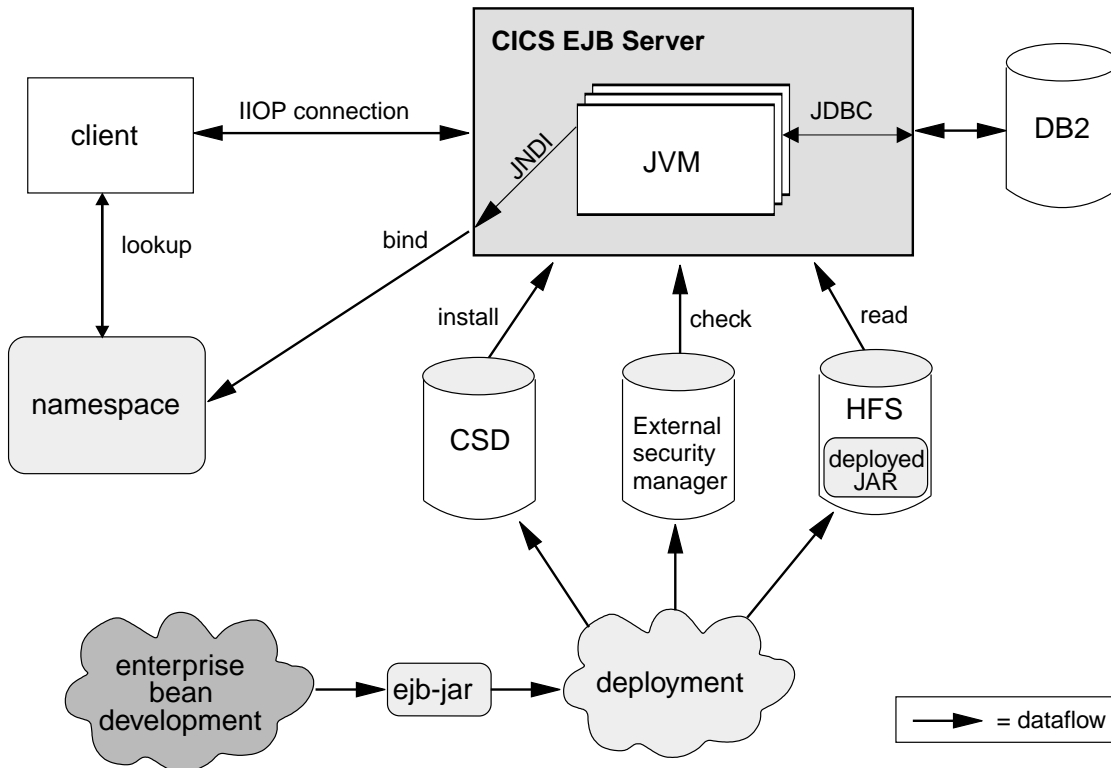 CICS EJB Server
IIOP connection
client
JDBC
DB2
JNDI
JVM
bind
lookup
install
check
read
namespace
HFS
CSD
External
security
manager
deployed
JAR
enterprise
bean
development
ejb-jar
deployment
= dataflow